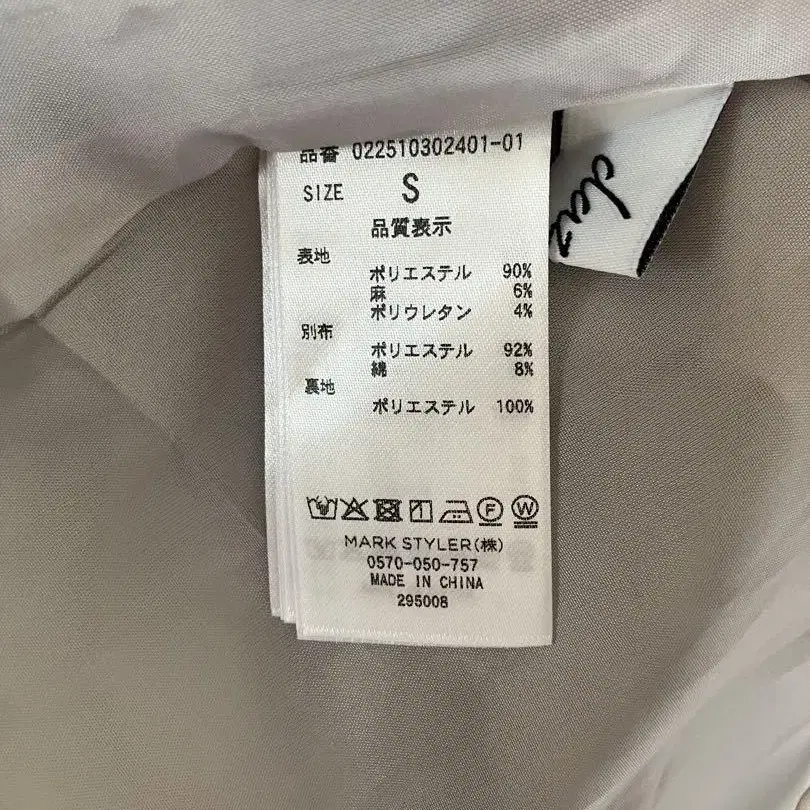 品番 022510302401-01
SIZE S
品質表示
表地
ポリエステル 90%
麻 6%
ポリウレタン 4%
別布
ポリエステル 92%
綿 8%
裏地
ポリエステル 100%
F W
MARK STYLER(株)
0570-050-757
MADE IN CHINA
295008
daz